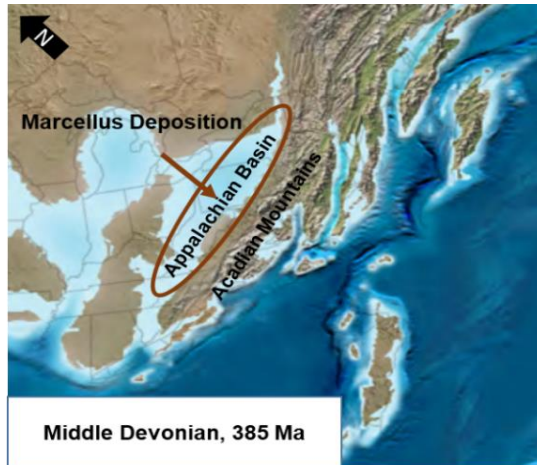 N
Marcellus Deposition
Appalachian Basin
Acadian Mountains
Middle Devonian, 385 Ma